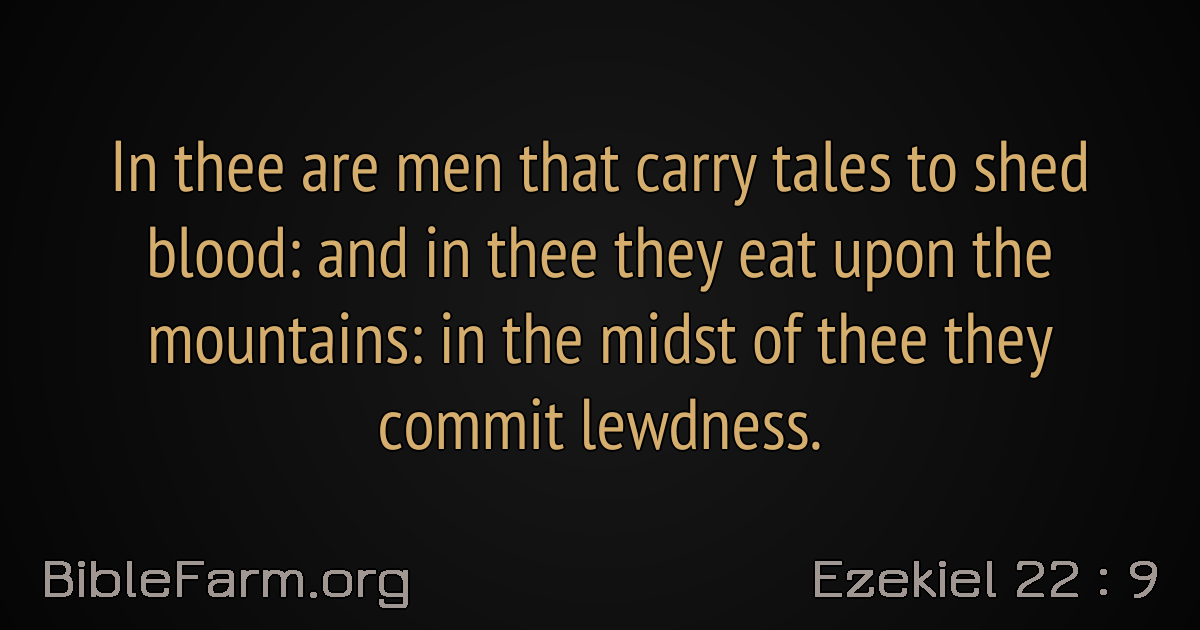 In thee are men that carry tales to shed
blood: and in thee they eat upon the
mountains: in the midst of thee they
commit lewdness.
BibleFarm.org
Ezekiel 22 : 9